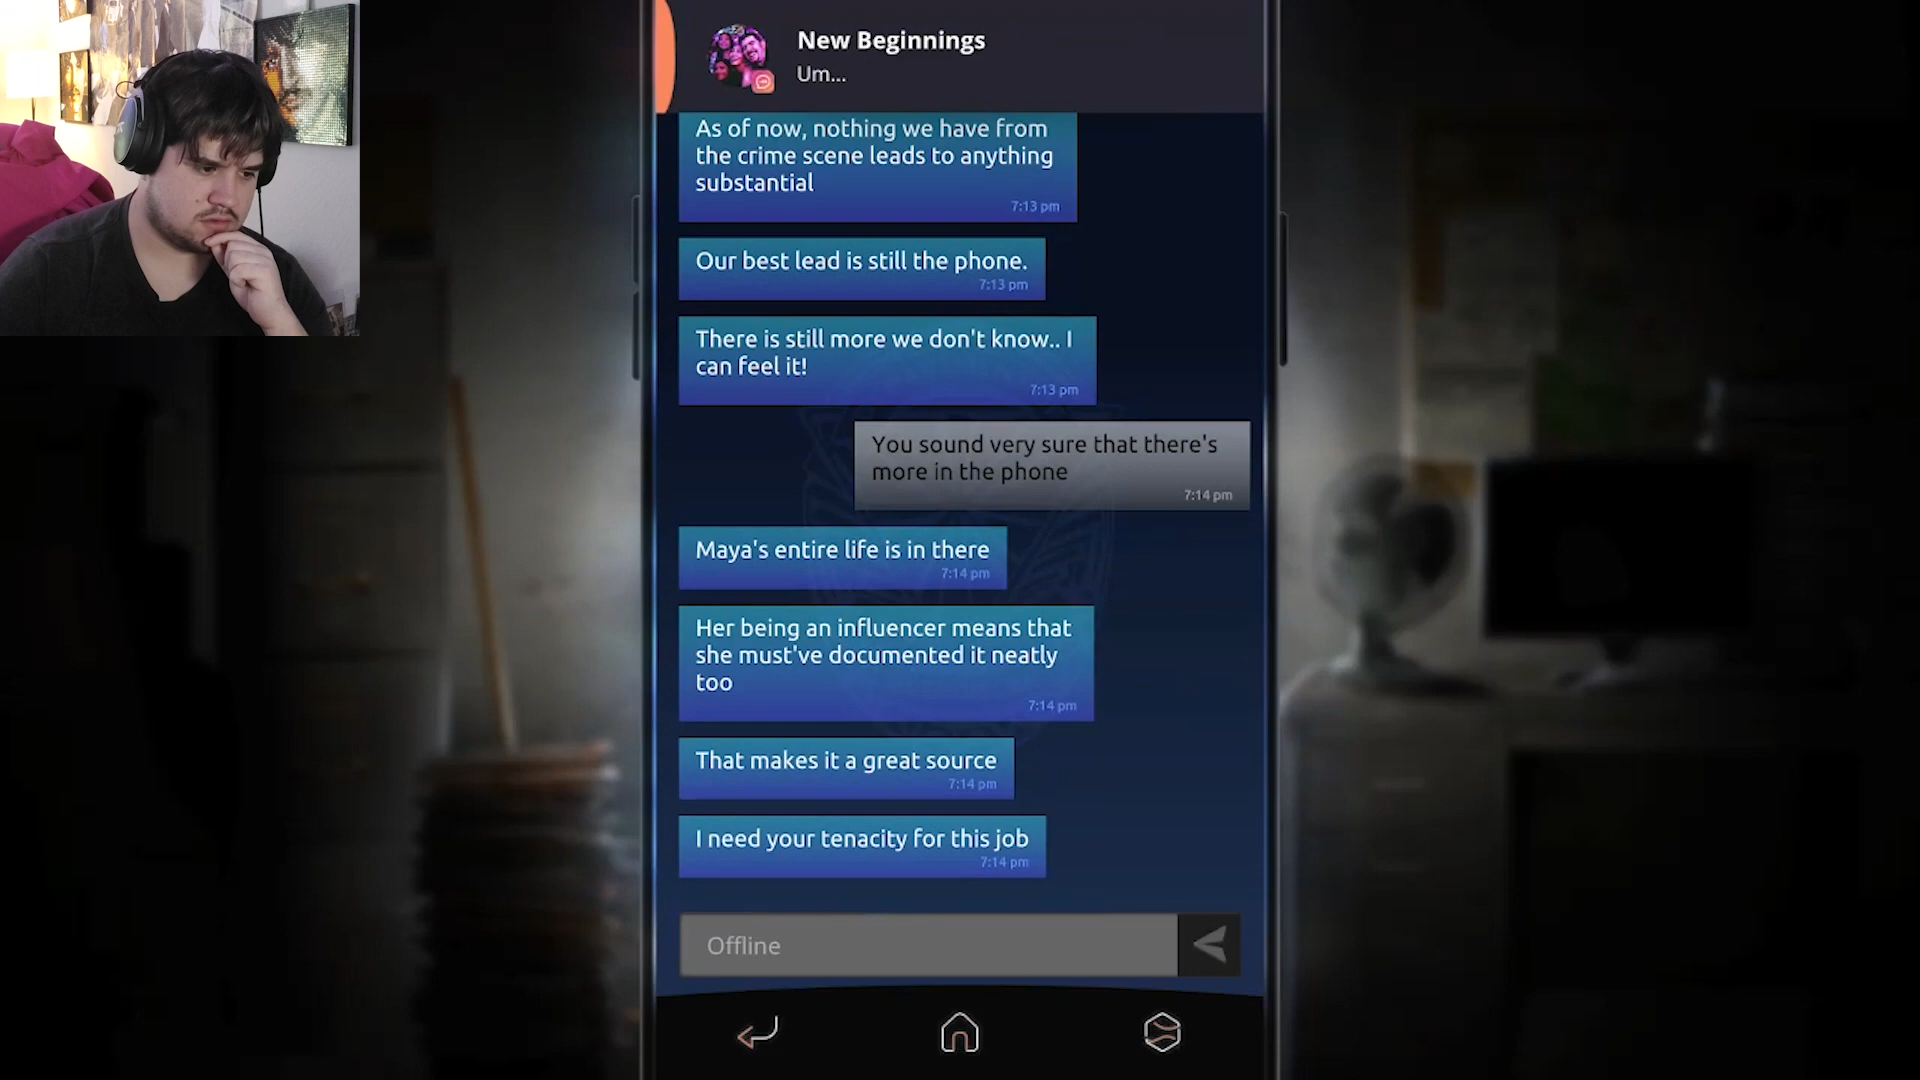 New Beginnings
Um...
As of now, nothing we have from
the crime scene leads to anything
substantial
7:13 pm
Our best lead is still the phone.
7:13 pm
There is still more we don't know.. I
can feel it!
7:13 pm
You sound very sure that there's
more in the phone
7:14 pm
Maya's entire life is in there
7:14 pm
Her being an influencer means that
she must've documented it neatly
too
7:14 pm
That makes it a great source
7:14 pm
I need your tenacity for this job
7:14 pm
Offline